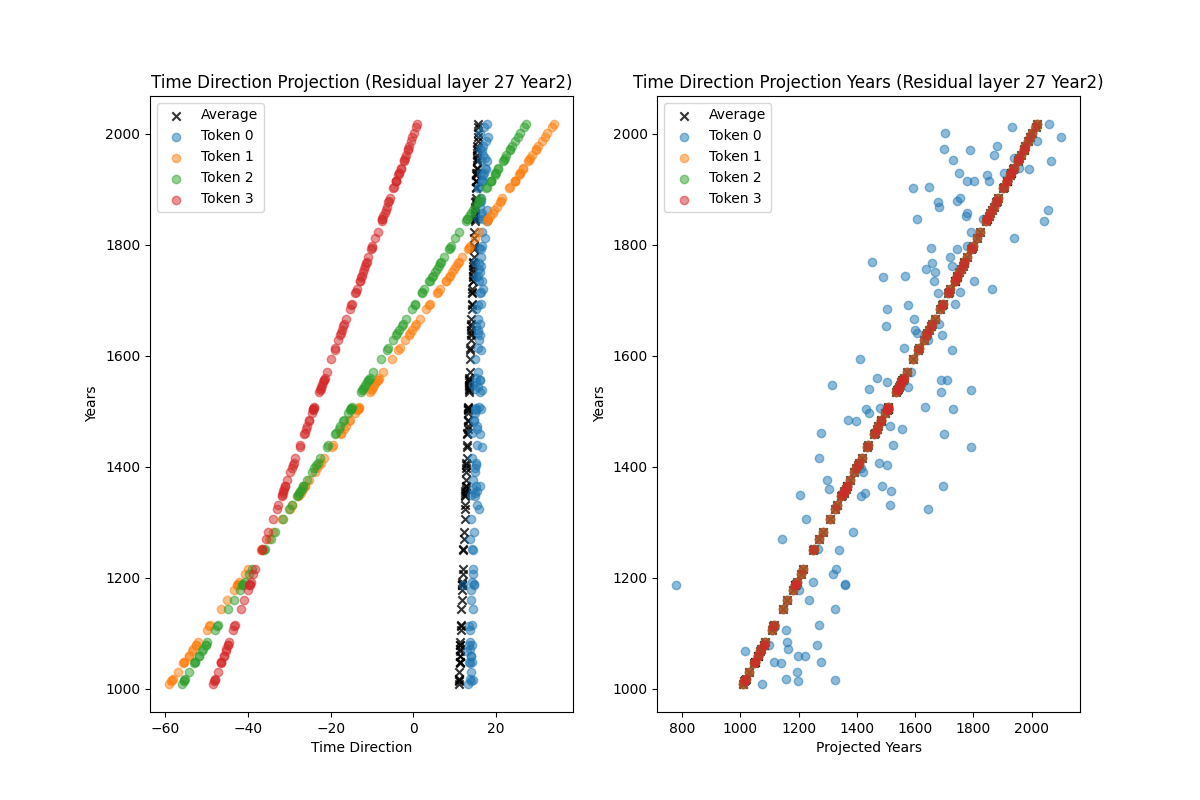 Time Direction Projection (Residual layer 27 Year2)
Average
Token 0
Token 1
Token 2
Token 3
2000
1800
1600
1400
1200
1000
Years
−60
−40
−20
0
20
Time Direction
Time Direction Projection Years (Residual layer 27 Year2)
Average
Token 0
Token 1
Token 2
Token 3
2000
1800
1600
1400
1200
1000
Years
800
1000
1200
1400
1600
1800
2000
Projected Years